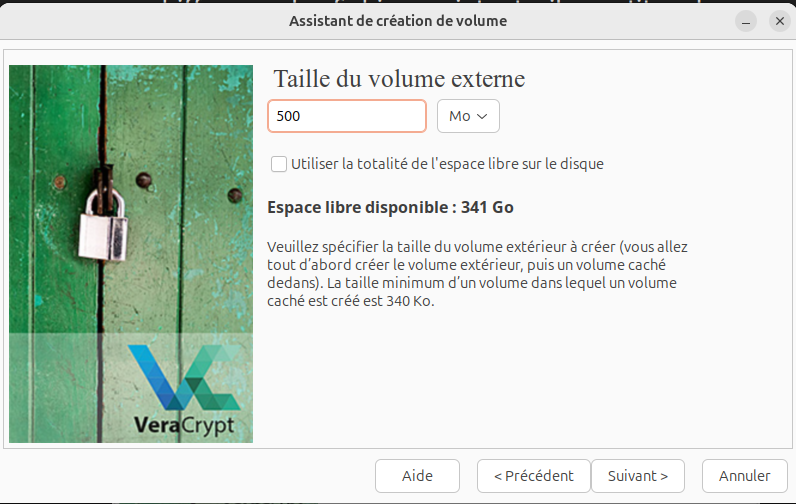 Assistant de création de volume
Taille du volume externe
500
Mo
Utiliser la totalité de l'espace libre sur le disque
Espace libre disponible : 341 Go
Veuillez spécifier la taille du volume extérieur à créer (vous allez
tout d’abord créer le volume extérieur, puis un volume caché
dedans). La taille minimum d’un volume dans lequel un volume
caché est créé est 340 Ko.
VeraCrypt
Aide
< Précédent
Suivant >
Annuler